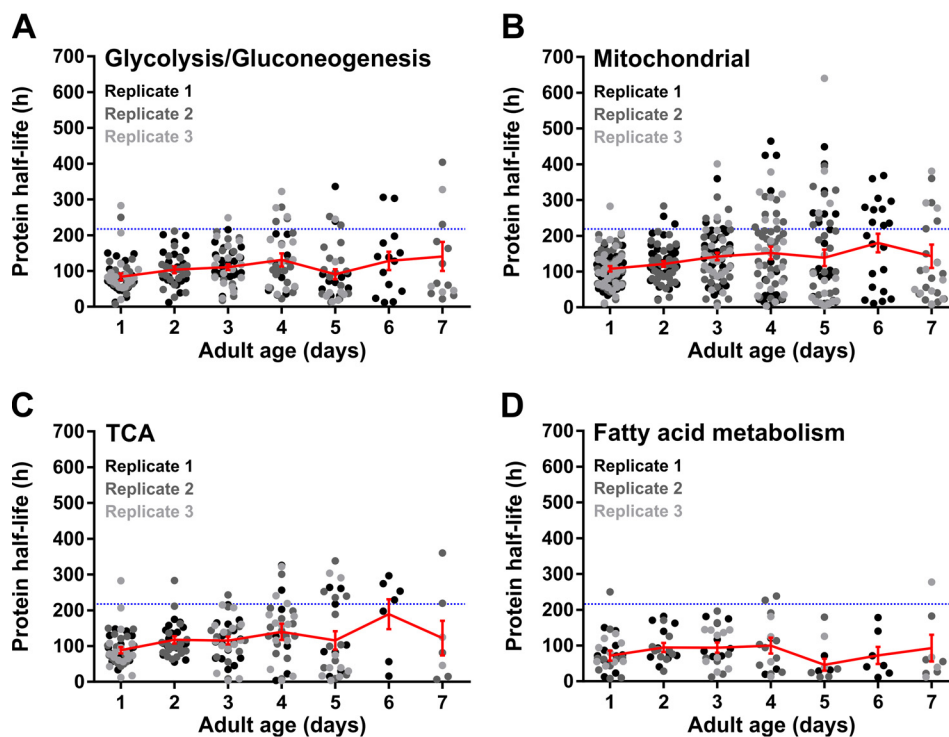 A
Glycolysis/Gluconeogenesis
Protein half-life (h)
700
600
500
400
300
200
100
0
Replicate 1
Replicate 2
Replicate 3
1 2 3 4 5 6 7
Adult age (days)
B
Mitochondrial
Protein half-life (h)
700
600
500
400
300
200
100
0
Replicate 1
Replicate 2
Replicate 3
1 2 3 4 5 6 7
Adult age (days)
C
TCA
Protein half-life (h)
700
600
500
400
300
200
100
0
Replicate 1
Replicate 2
Replicate 3
1 2 3 4 5 6 7
Adult age (days)
D
Fatty acid metabolism
Protein half-life (h)
700
600
500
400
300
200
100
0
Replicate 1
Replicate 2
Replicate 3
1 2 3 4 5 6 7
Adult age (days)